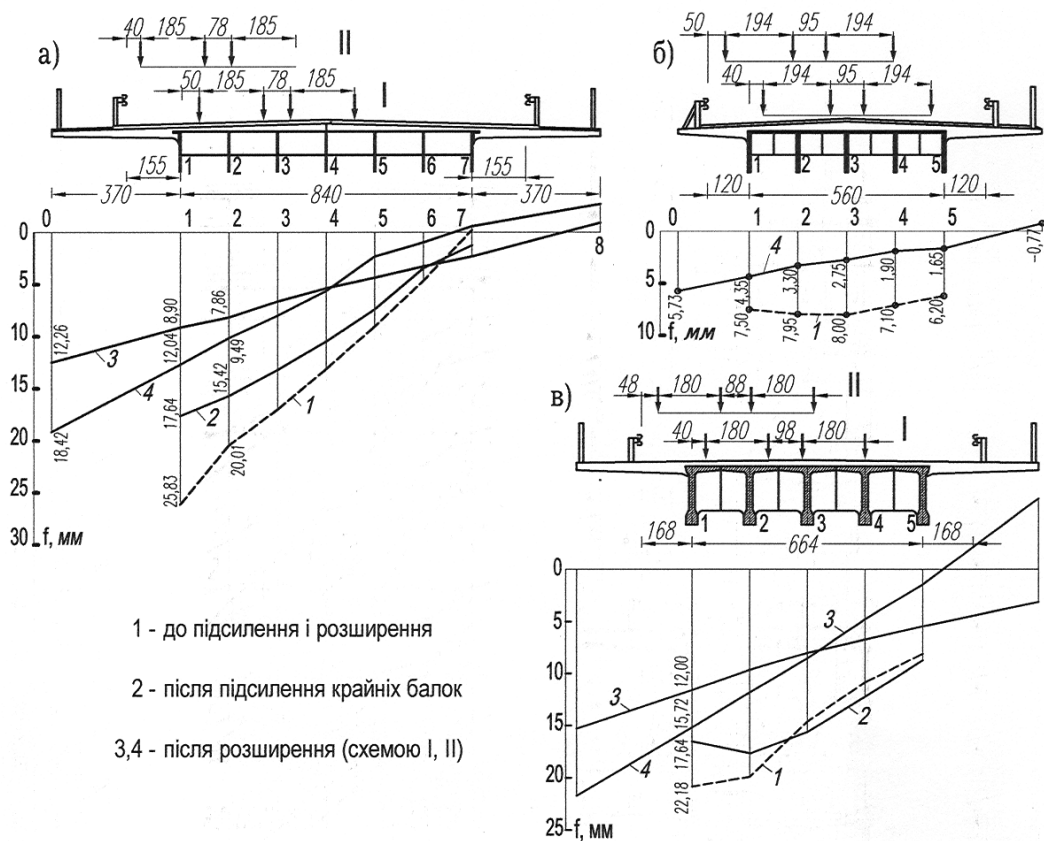 а)
40 185 78 185
II
50 185 78 185
I
1 2 3 4 5 6 7
155 155
370 840 370
0 1 2 3 4 5 6 7
8
0
5
10
15
20
25
30
f, мм
12,26
18,42
8,90
12,04
17,64
25,83
7,86
9,49
15,42
20,01
3
4
2
1
б)
50 194 95 194
40 194 95 194
1 2 3 4 5
120 560 120
0 1 2 3 4 5
0
5
10
f, мм
5,73
4,35
7,50
3,30
7,95
2,75
8,00
1,90
7,10
1,65
6,20
-0,77
4
1
в)
48 180 88 180
II
40 180 98 180
I
1 2 3 4 5
168 664 168
0
5
10
15
20
25
f, мм
12,00
15,72
17,64
22,18
3
3
4
2
1
1 - до підсилення і розширення
2 - після підсилення крайніх балок
3,4 - після розширення (схемою I, II)